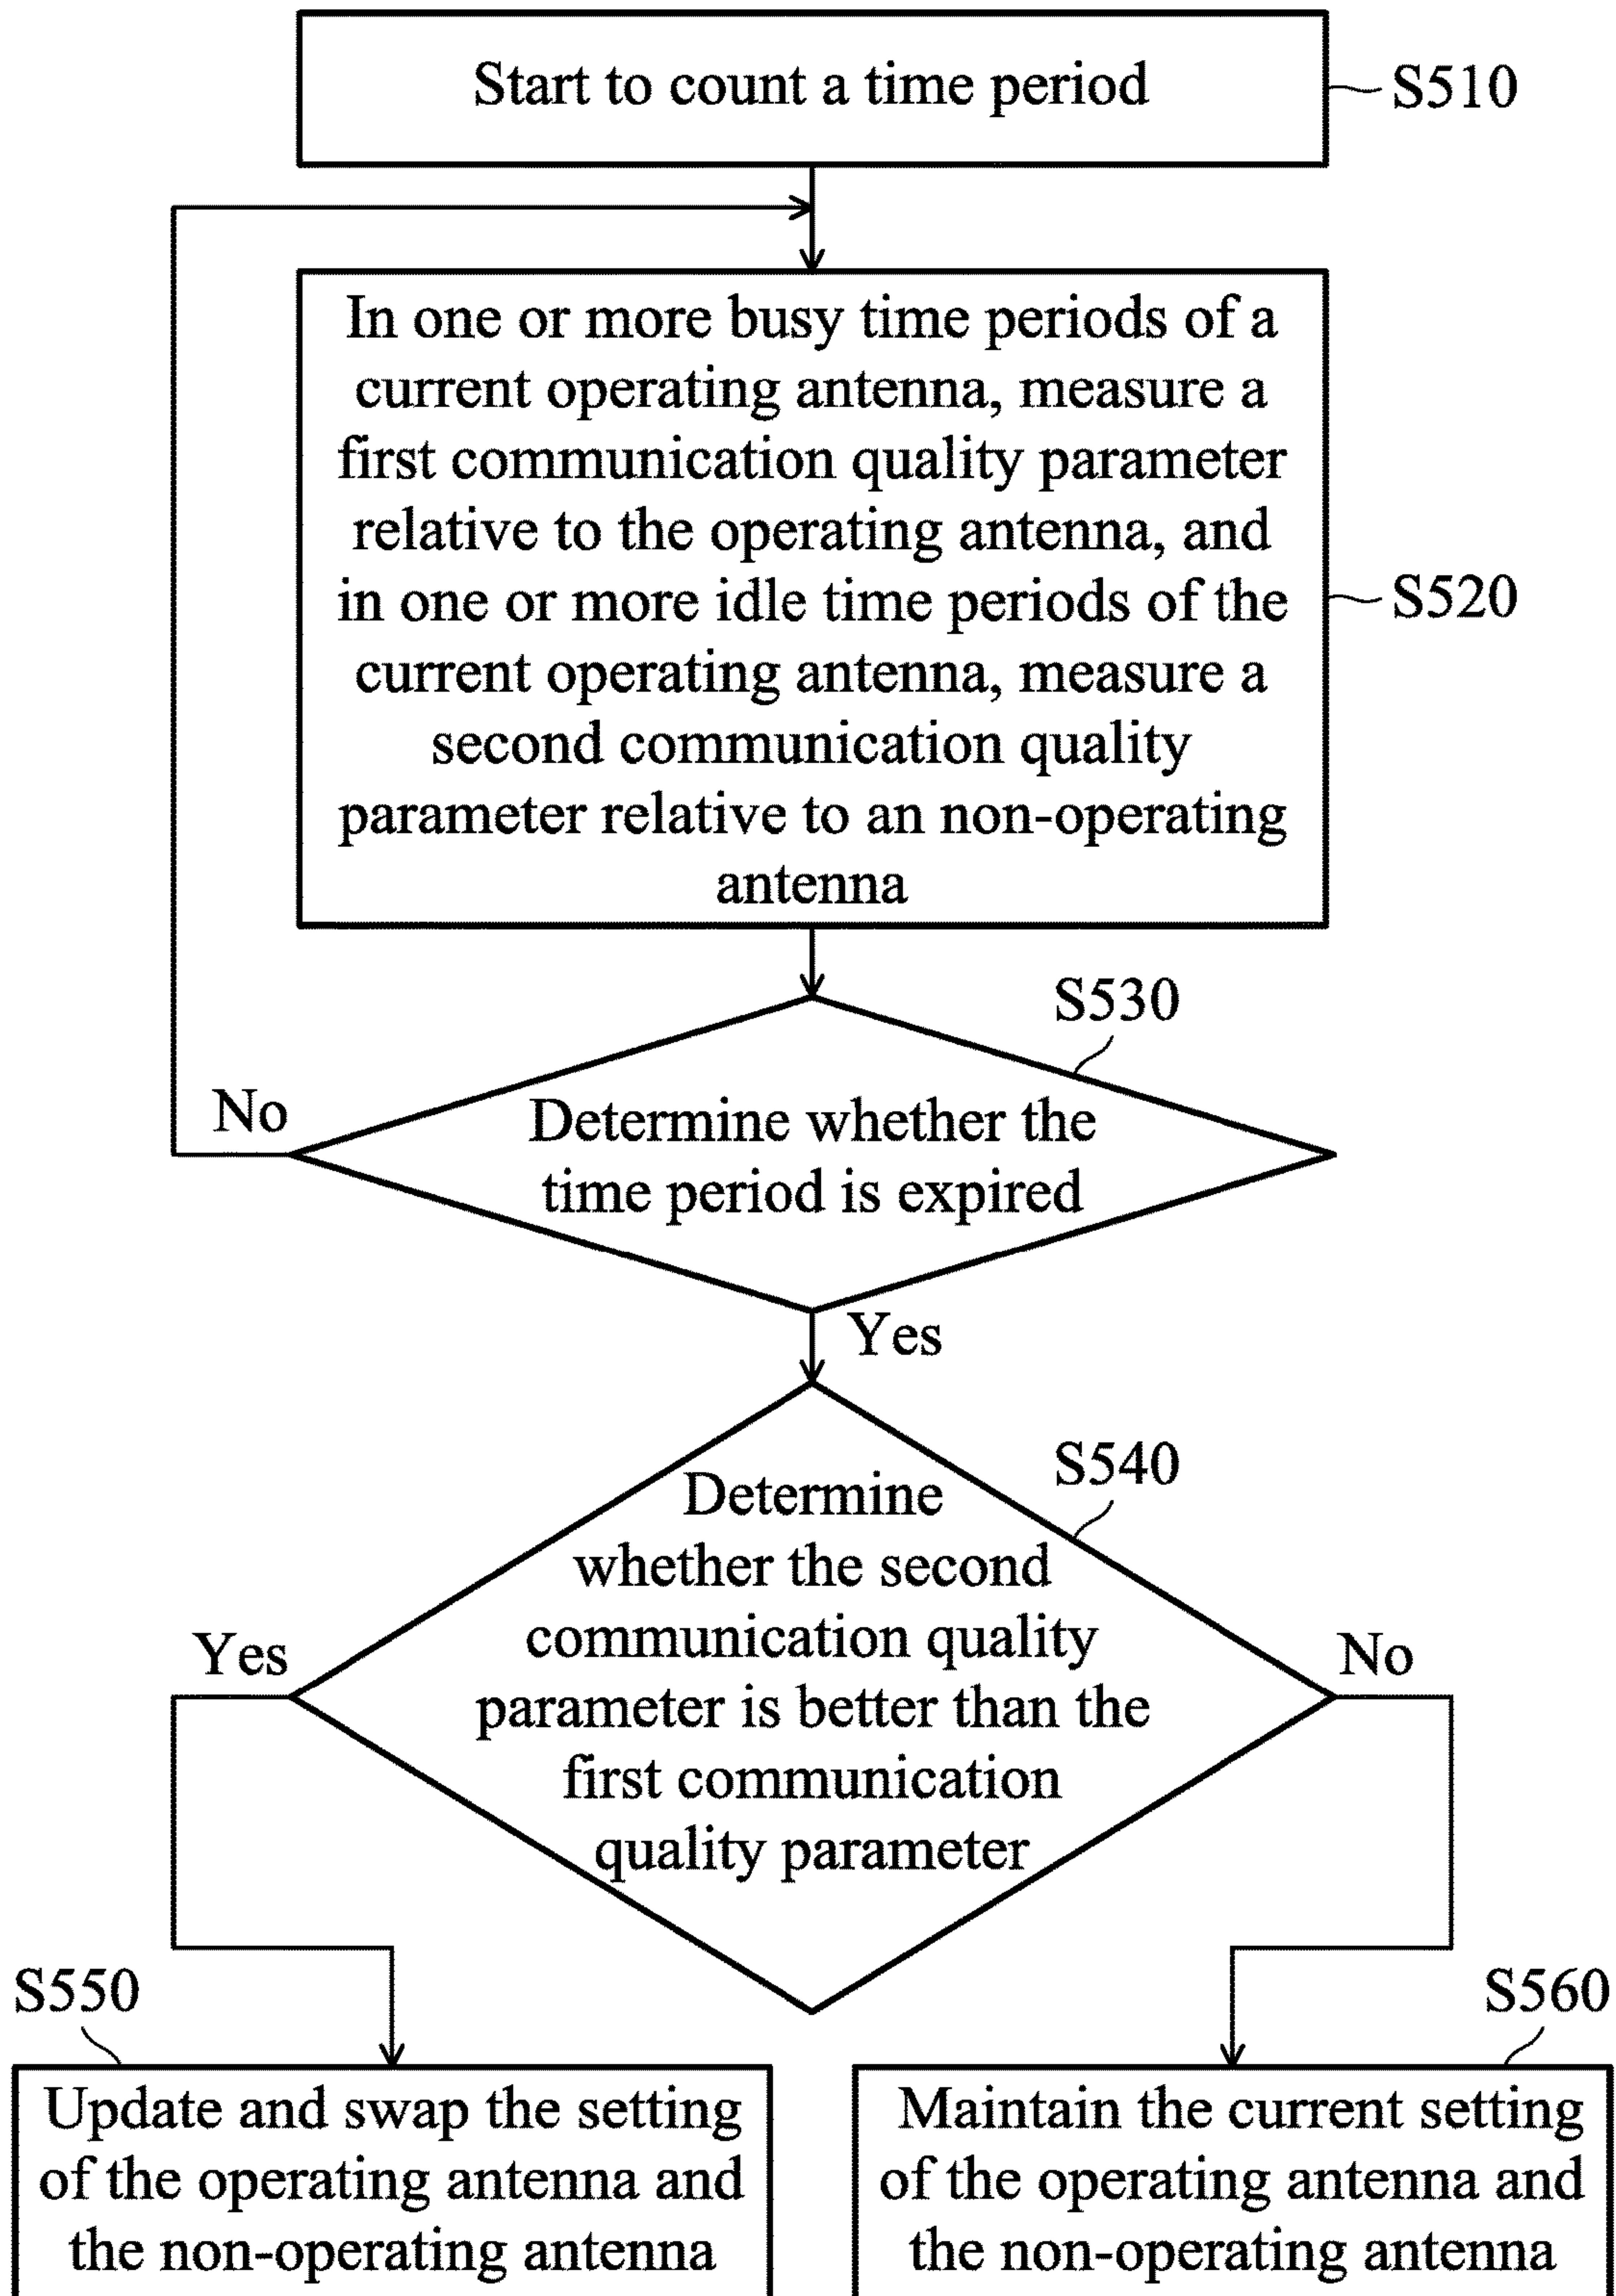 Start to count a time period
S510
In one or more busy time periods of a
current operating antenna, measure a
first communication quality parameter
relative to the operating antenna, and
in one or more idle time periods of the
current operating antenna, measure a
second communication quality
parameter relative to an non-operating
antenna
S520
S530
No
Determine whether the
time period is expired
Yes
S540
Determine
whether the second
communication quality
parameter is better than the
first communication
quality parameter
Yes
No
S550
Update and swap the setting
of the operating antenna and
the non-operating antenna
S560
Maintain the current setting
of the operating antenna and
the non-operating antenna